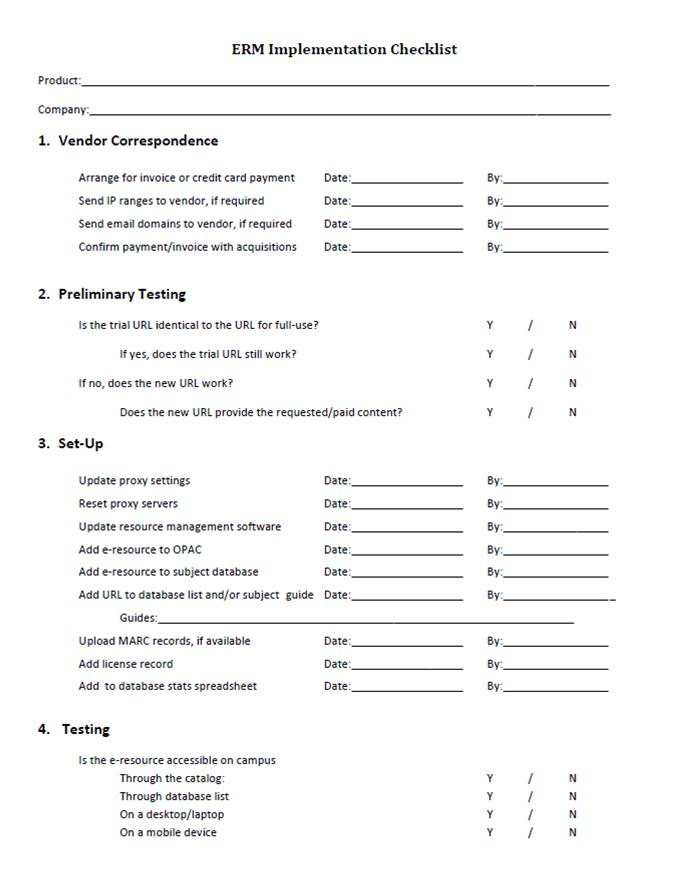 ERM Implementation Checklist
Product:
Company:
1. Vendor Correspondence
Arrange for invoice or credit card payment Date: By:
Send IP ranges to vendor, if required Date: By:
Send email domains to vendor, if required Date: By:
Confirm payment/invoice with acquisitions Date: By:
2. Preliminary Testing
Is the trial URL identical to the URL for full-use? Y / N
If yes, does the trial URL still work? Y / N
If no, does the new URL work? Y / N
Does the new URL provide the requested/paid content? Y / N
3. Set-Up
Update proxy settings Date: By:
Reset proxy servers Date: By:
Update resource management software Date: By:
Add e-resource to OPAC Date: By:
Add e-resource to subject database Date: By:
Add URL to database list and/or subject guide Date: By:
Guides:
Upload MARC records, if available Date: By:
Add license record Date: By:
Add to database stats spreadsheet Date: By:
4. Testing
Is the e-resource accessible on campus
Through the catalog: Y / N
Through database list Y / N
On a desktop/laptop Y / N
On a mobile device Y / N